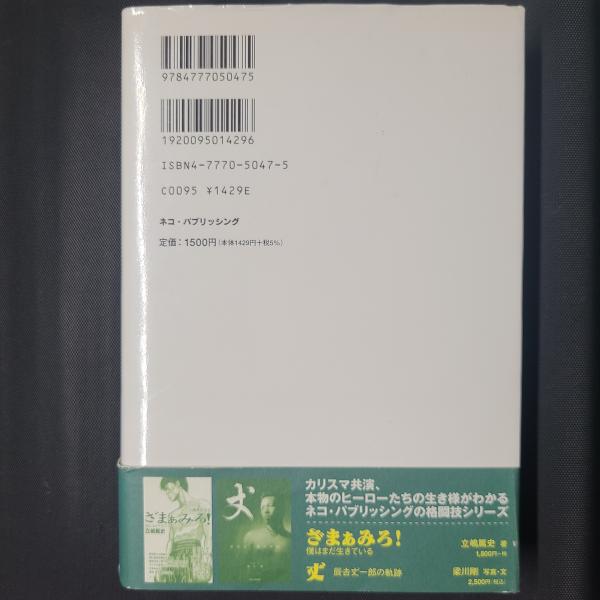 9784777050475
1920095014296
ISBN4-7770-5047-5
C0095 ¥1429E
ネコ・パブリッシング
定価：1500円（本体1429円＋税5%）
カリスマ共演、
本物のヒーローたちの生き様がわかる
ネコ・パブリッシングの格闘技シリーズ
ざまぁみろ！
僕はまだ生きている
立嶋篤史 著
1,800円+税
丈 辰吉丈一郎の軌跡
梁川剛 写真・文
2,500円（税込）
ざまぁみろ！
立嶋篤史
丈